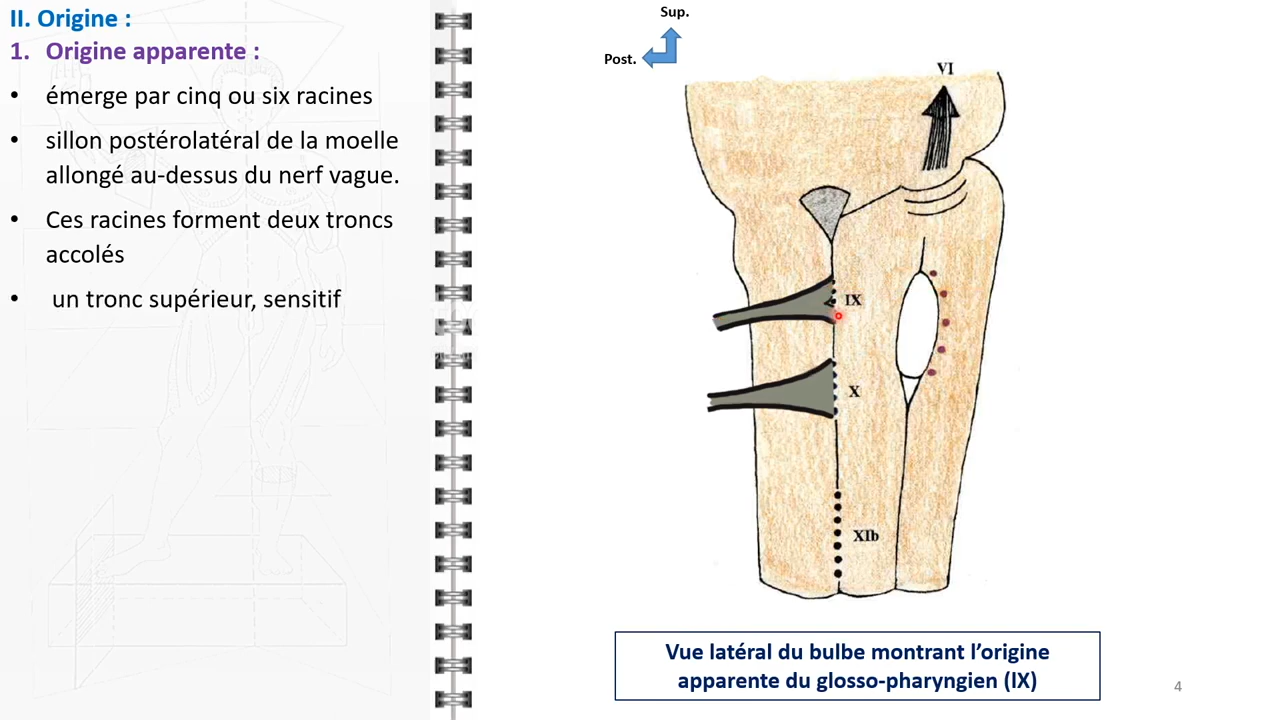 II. Origine :
1. Origine apparente :
• émerge par cinq ou six racines
• sillon postérolatéral de la moelle
allongé au-dessus du nerf vague.
• Ces racines forment deux troncs
accolés
• un tronc supérieur, sensitif
Sup.
Post.
VI
IX
X
XIb
Vue latéral du bulbe montrant l’origine
apparente du glosso-pharyngien (lX)
4